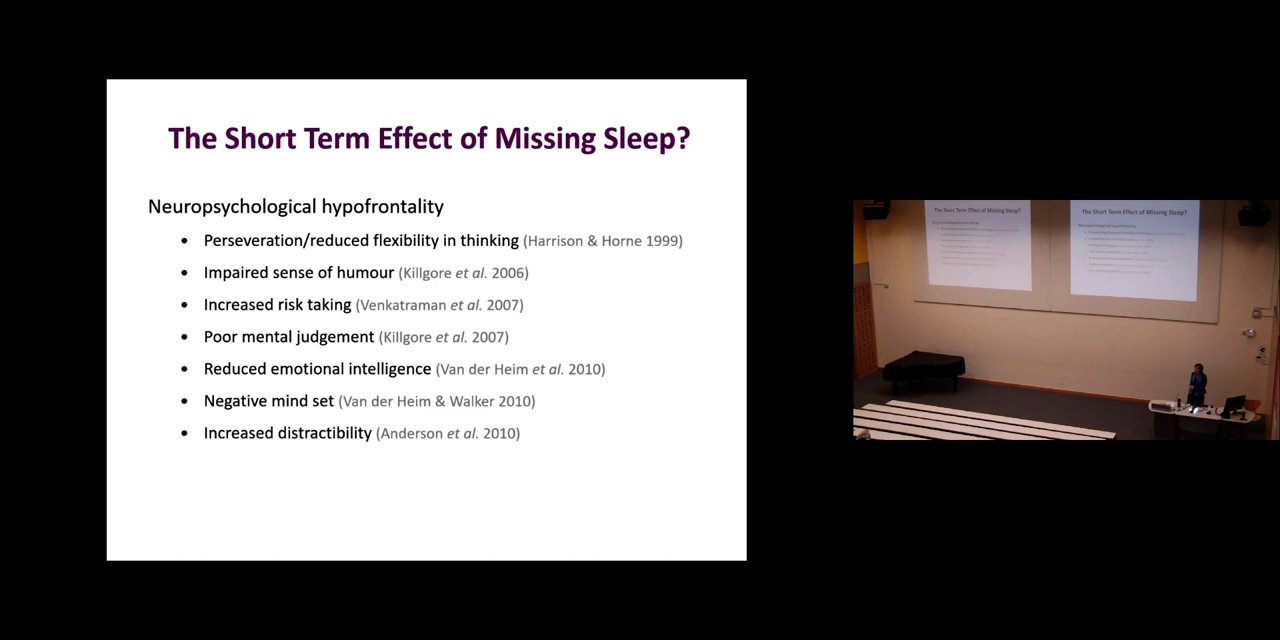 The Short Term Effect of Missing Sleep?
Neuropsychological hypofrontality
• Perseveration/reduced flexibility in thinking (Harrison & Horne 1999)
• Impaired sense of humour (Killgore et al. 2006)
• Increased risk taking (Venkatraman et al. 2007)
• Poor mental judgement (Killgore et al. 2007)
• Reduced emotional intelligence (Van der Heim et al. 2010)
• Negative mind set (Van der Heim & Walker 2010)
• Increased distractibility (Anderson et al. 2010)
The Short Term Effect of Missing Sleep?
The Short Term Effect of Missing Sleep?